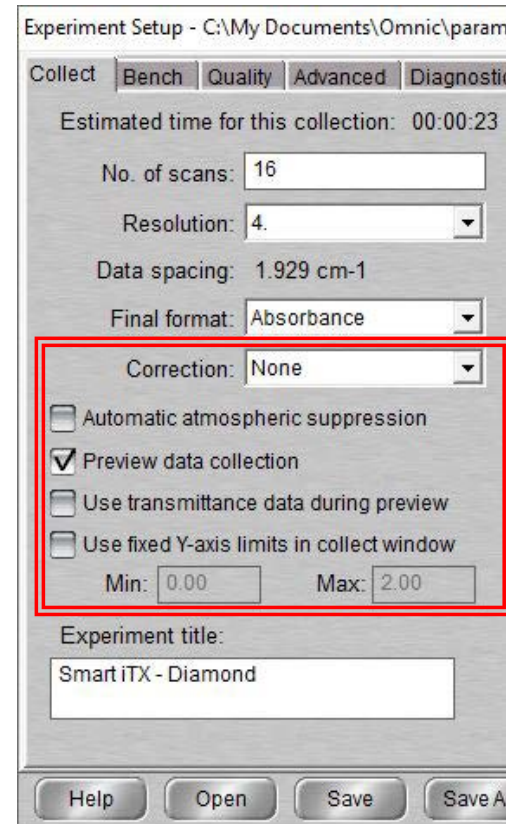 Experiment Setup - C:\My Documents\Omnic\param
Collect Bench Quality Advanced Diagnostic
Estimated time for this collection: 00:00:23
No. of scans: 16
Resolution: 4.
Data spacing: 1.929 cm-1
Final format: Absorbance
Correction: None
Automatic atmospheric suppression
Preview data collection
Use transmittance data during preview
Use fixed Y-axis limits in collect window
Min: 0.00 Max: 2.00
Experiment title:
Smart iTX - Diamond
Help Open Save Save A